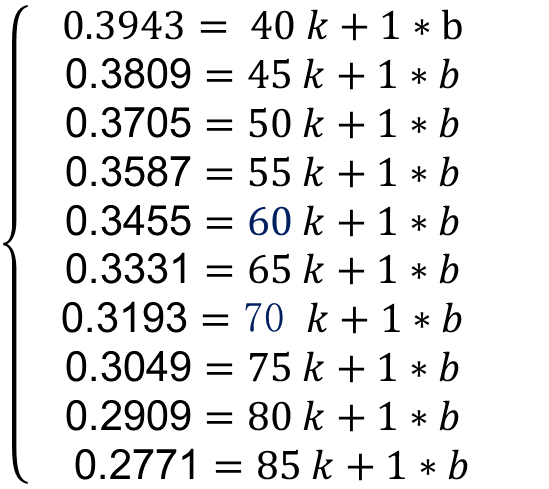 0.3943 = 40 k + 1 * b
0.3809 = 45 k + 1 * b
0.3705 = 50 k + 1 * b
0.3587 = 55 k + 1 * b
0.3455 = 60 k + 1 * b
0.3331 = 65 k + 1 * b
0.3193 = 70 k + 1 * b
0.3049 = 75 k + 1 * b
0.2909 = 80 k + 1 * b
0.2771 = 85 k + 1 * b